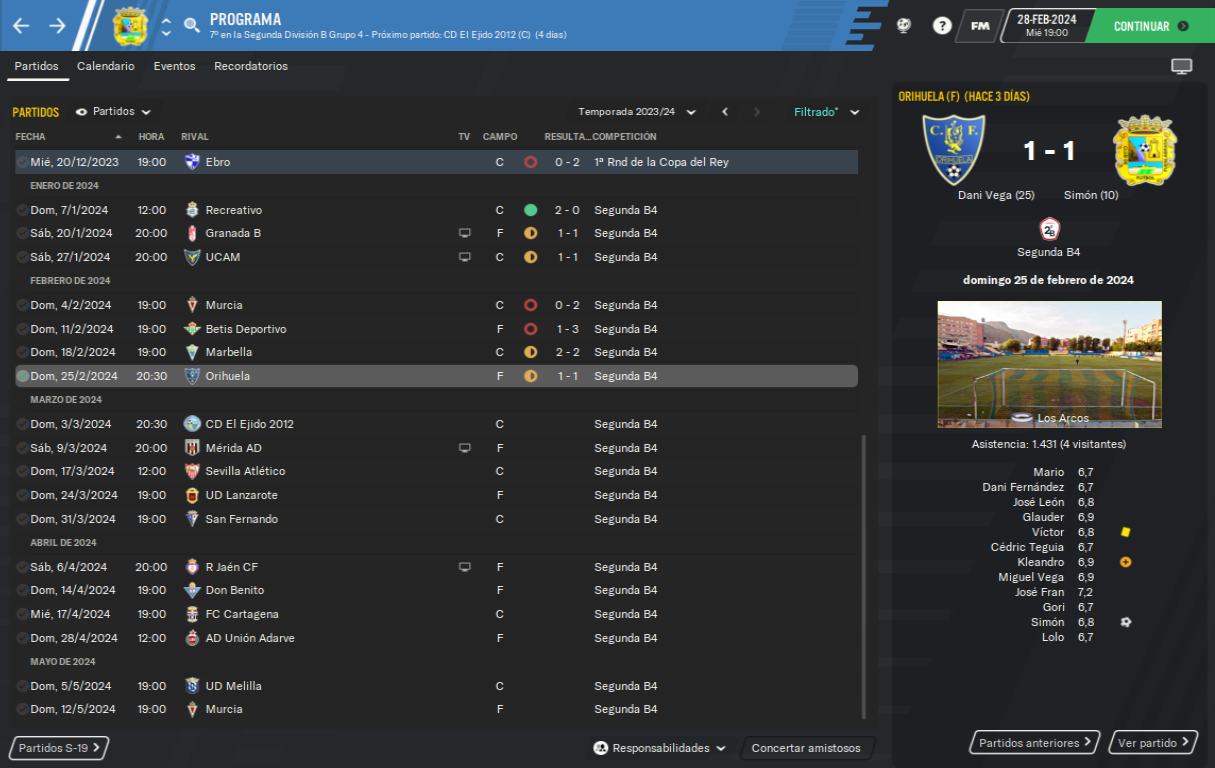 PROGRAMA
7º en la Segunda División B Grupo 4 - Próximo partido: CD El Ejido 2012 (C) (4 días)
? FM 28-FEB-2024
Mié 19:00
CONTINUAR
Partidos Calendario Eventos Recordatorios
PARTIDOS Partidos Temporada 2023/24 Filtrado*
FECHA HORA RIVAL TV CAMPO RESULTA... COMPETICIÓN
Mié, 20/12/2023 19:00 Ebro C 0 - 2 1ª Rnd de la Copa del Rey
ENERO DE 2024
Dom, 7/1/2024 12:00 Recreativo C 2 - 0 Segunda B4
Sáb, 20/1/2024 20:00 Granada B F 1 - 1 Segunda B4
Sáb, 27/1/2024 20:00 UCAM C 1 - 1 Segunda B4
FEBRERO DE 2024
Dom, 4/2/2024 19:00 Murcia C 0 - 2 Segunda B4
Dom, 11/2/2024 19:00 Betis Deportivo F 1 - 3 Segunda B4
Dom, 18/2/2024 19:00 Marbella C 2 - 2 Segunda B4
Dom, 25/2/2024 20:30 Orihuela F 1 - 1 Segunda B4
MARZO DE 2024
Dom, 3/3/2024 20:30 CD El Ejido 2012 C Segunda B4
Sáb, 9/3/2024 20:00 Mérida AD F Segunda B4
Dom, 17/3/2024 12:00 Sevilla Atlético C Segunda B4
Dom, 24/3/2024 19:00 UD Lanzarote F Segunda B4
Dom, 31/3/2024 19:00 San Fernando C Segunda B4
ABRIL DE 2024
Sáb, 6/4/2024 20:00 R Jaén CF F Segunda B4
Dom, 14/4/2024 19:00 Don Benito F Segunda B4
Mié, 17/4/2024 19:00 FC Cartagena C Segunda B4
Dom, 28/4/2024 12:00 AD Unión Adarve F Segunda B4
MAYO DE 2024
Dom, 5/5/2024 19:00 UD Melilla C Segunda B4
Dom, 12/5/2024 19:00 Murcia F Segunda B4
Partidos S-19 Responsabilidades Concertar amistosos
ORIHUELA (F) (HACE 3 DÍAS)
C. F.
ORIHUELA
1 - 1
Dani Vega (25) Simón (10)
2ªB
Segunda B4
domingo 25 de febrero de 2024
Los Arcos
Asistencia: 1.431 (4 visitantes)
Mario 6,7
Dani Fernández 6,7
José León 6,8
Glauder 6,9
Víctor 6,8
Cédric Teguia 6,7
Kleandro 6,9
Miguel Vega 6,9
José Fran 7,2
Gori 6,7
Simón 6,8
Lolo 6,7
Partidos anteriores Ver partido